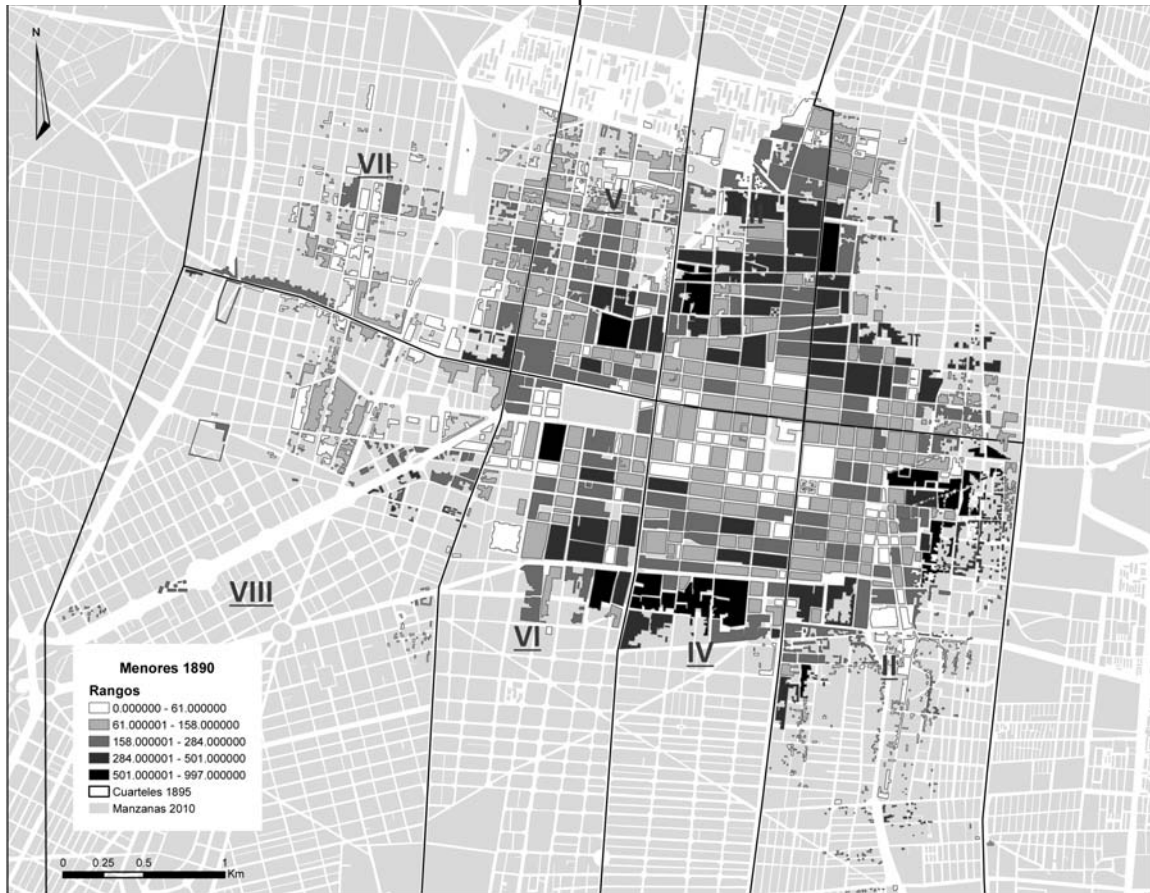 N
VII
V
I
VIII
VI
IV
II
Menores 1890
Rangos
0.000000 - 61.000000
61.000001 - 158.000000
158.000001 - 284.000000
284.000001 - 501.000000
501.000001 - 997.000000
Cuarteles 1895
Manzanas 2010
0 0.25 0.5 1
Km